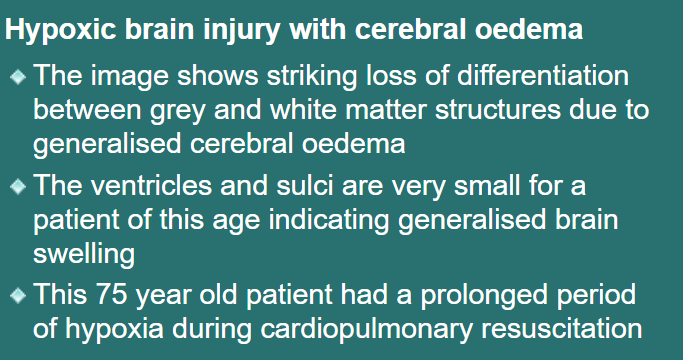 Hypoxic brain injury with cerebral oedema
The image shows striking loss of differentiation
between grey and white matter structures due to
generalised cerebral oedema
The ventricles and sulci are very small for a
patient of this age indicating generalised brain
swelling
This 75 year old patient had a prolonged period
of hypoxia during cardiopulmonary resuscitation